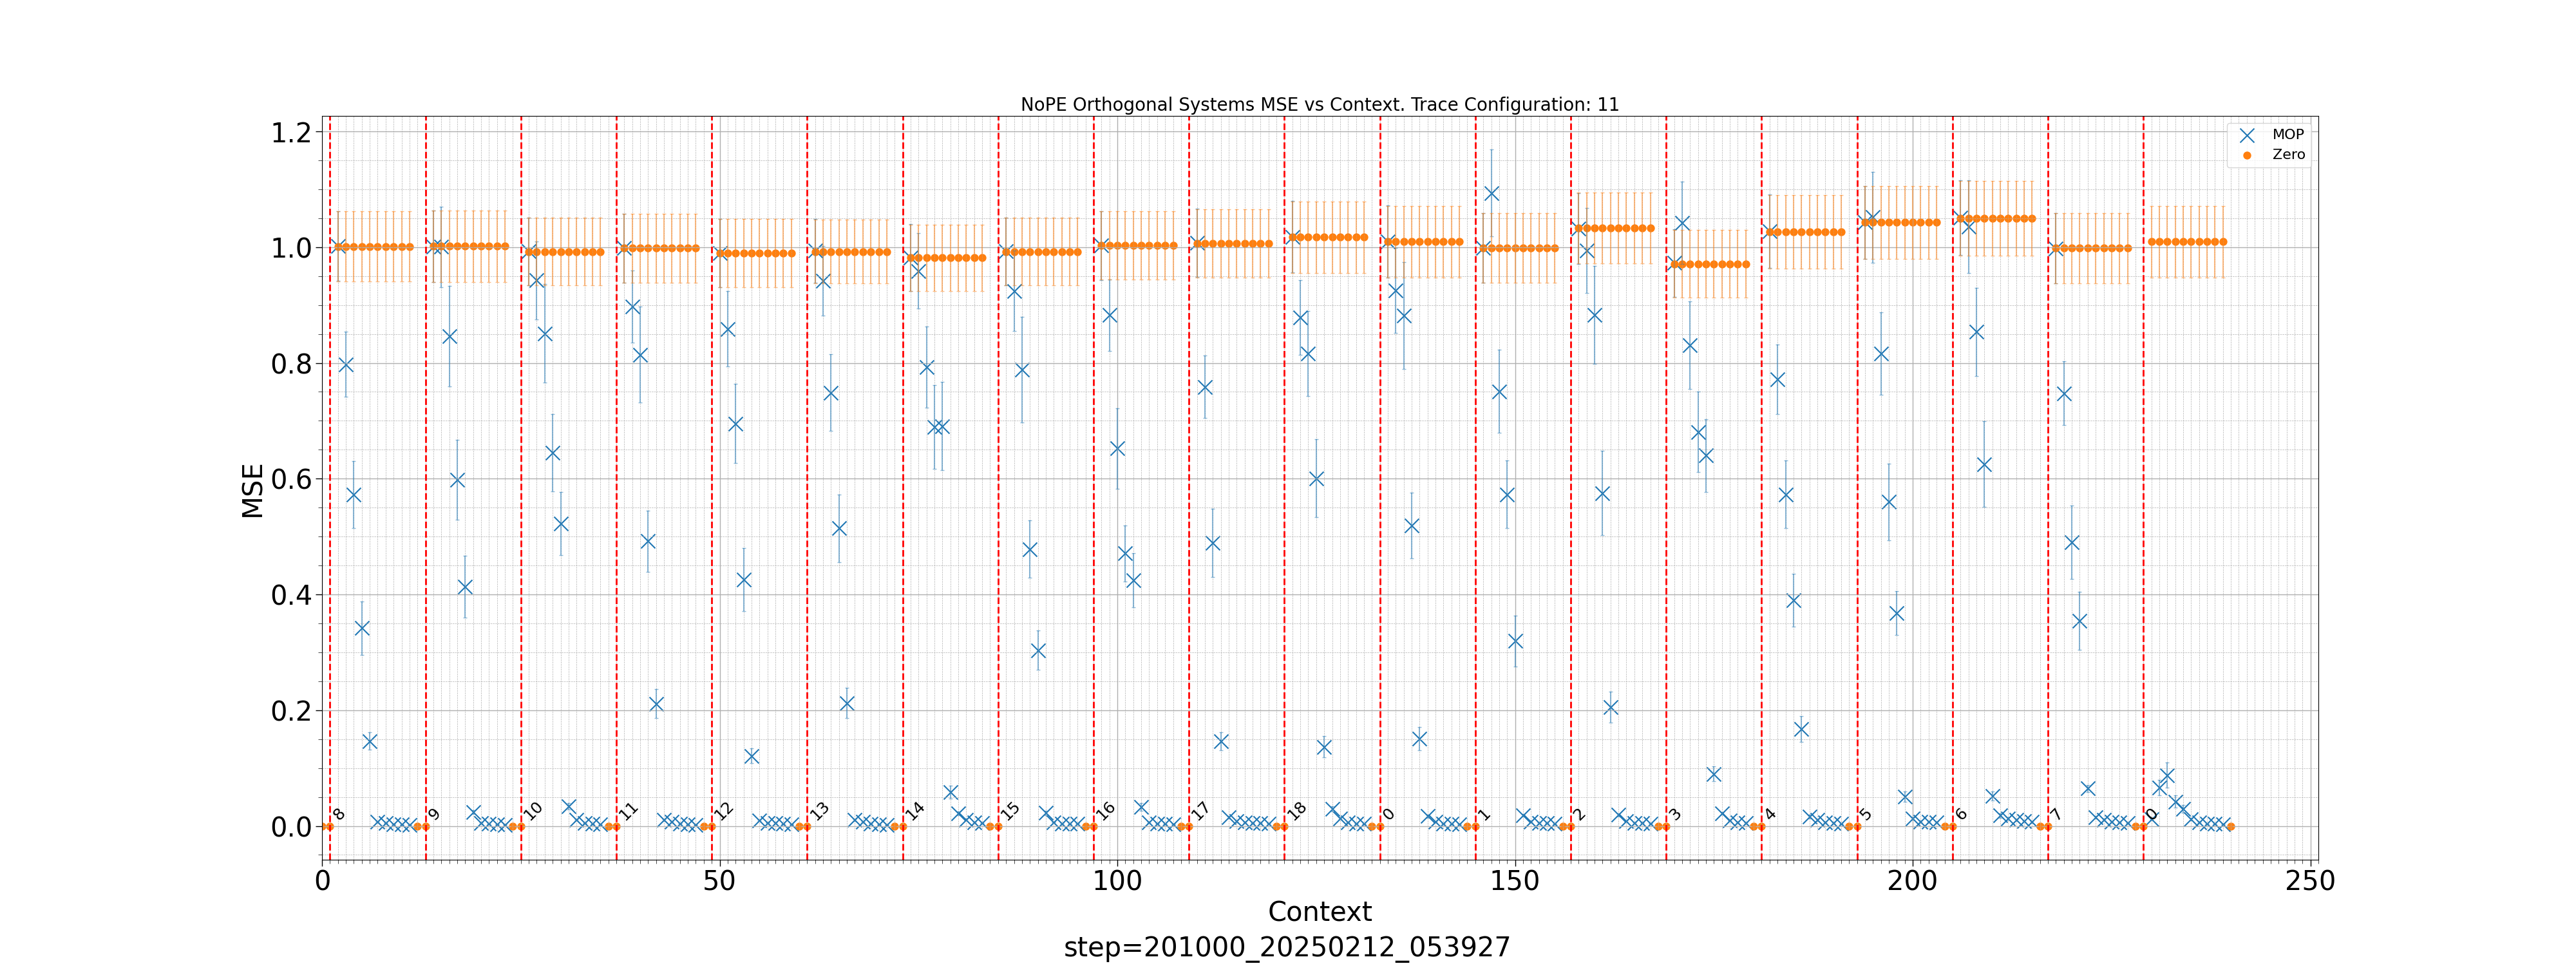 NoPE Orthogonal Systems MSE vs Context. Trace Configuration: 11
MOP
Zero
1.2
1.0
0.8
0.6
0.4
0.2
0.0
MSE
8 9 10 11 12 13 14 15 16 17 18 0 1 2 3 4 5 6 7 0
0 50 100 150 200 250
Context
step=201000_20250212_053927